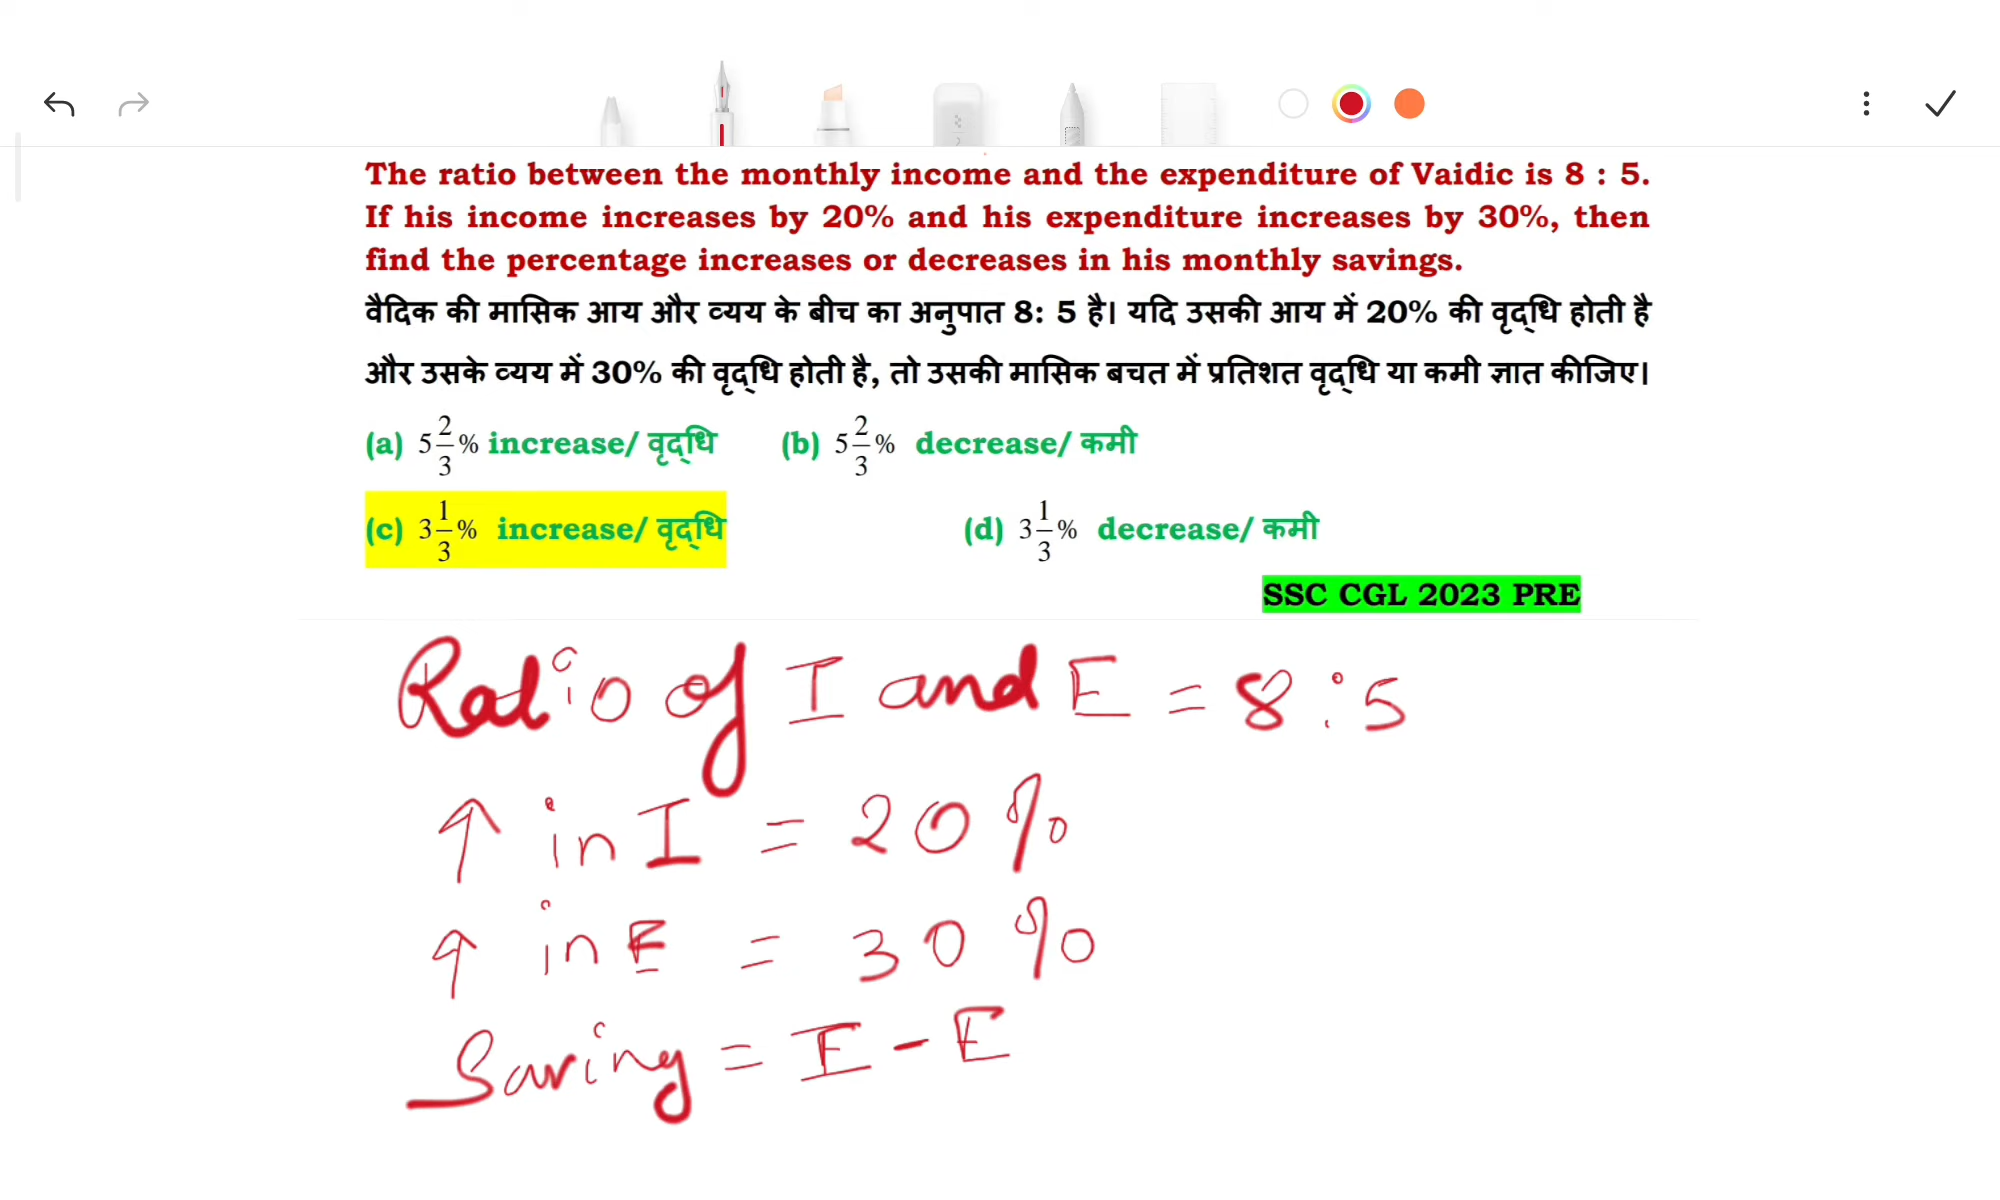 The ratio between the monthly income and the expenditure of Vaidic is 8 : 5.
If his income increases by 20% and his expenditure increases by 30%, then
find the percentage increases or decreases in his monthly savings.
वैदिक की मासिक आय और व्यय के बीच का अनुपात 8: 5 है। यदि उसकी आय में 20% की वृद्धि होती है
और उसके व्यय में 30% की वृद्धि होती है, तो उसकी मासिक बचत में प्रतिशत वृद्धि या कमी ज्ञात कीजिए।
(a) 5 2/3 % increase/ वृद्धि (b) 5 2/3 % decrease/ कमी
(c) 3 1/3 % increase/ वृद्धि (d) 3 1/3 % decrease/ कमी
SSC CGL 2023 PRE
Ratio of I and E = 8 : 5
↑ in I = 20 %
↑ in E = 30 %
Saving = I - E